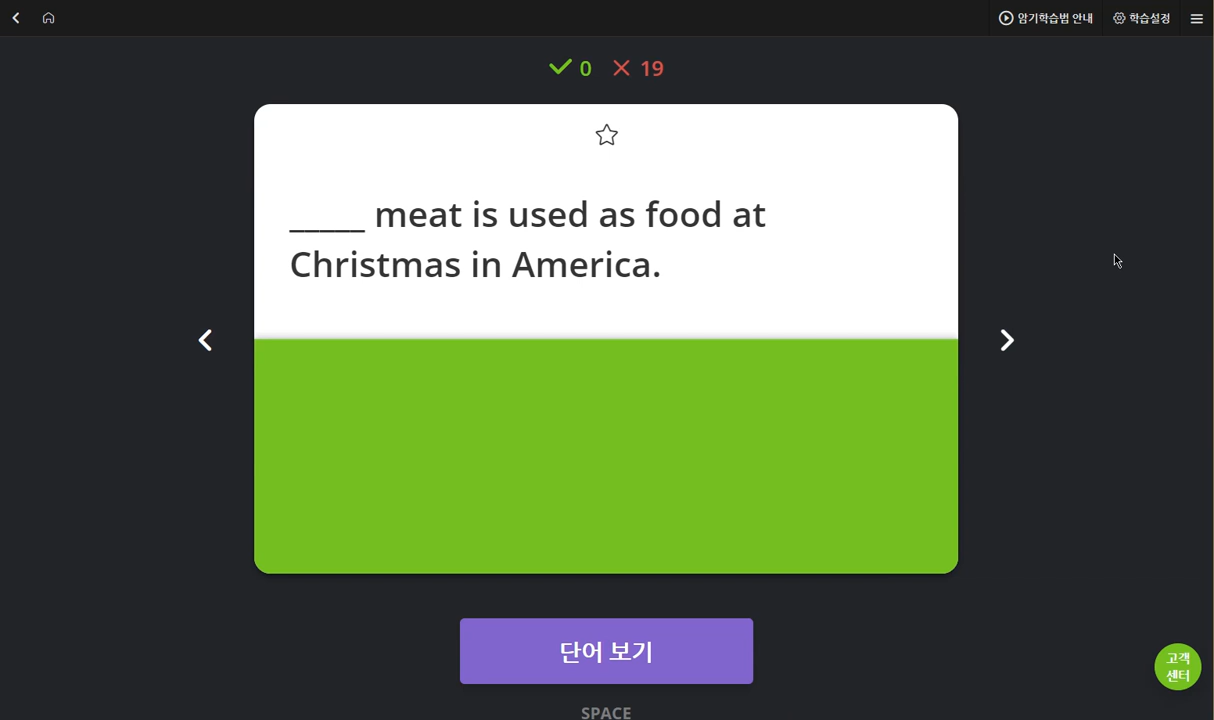 암기학습법 안내
학습설정
0
19
_____ meat is used as food at
Christmas in America.
단어 보기
고객
센터
SPACE